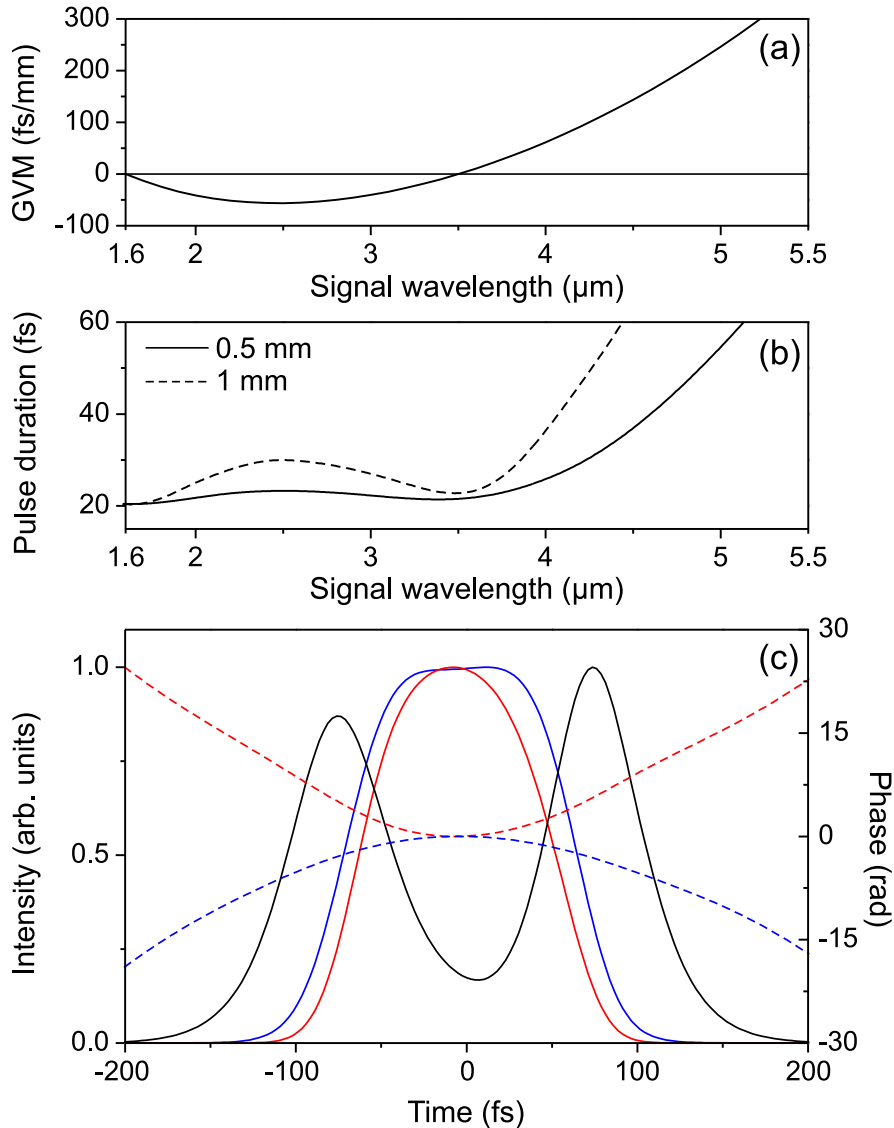 (a)
GVM (fs/mm)
300
200
100
0
-100
1.6
2
3
4
5
5.5
Signal wavelength (µm)
(b)
Pulse duration (fs)
60
40
20
0.5 mm
1 mm
1.6
2
3
4
5
5.5
Signal wavelength (µm)
(c)
Intensity (arb. units)
1.0
0.5
0.0
30
15
0
-15
-30
Phase (rad)
-200
-100
0
100
200
Time (fs)